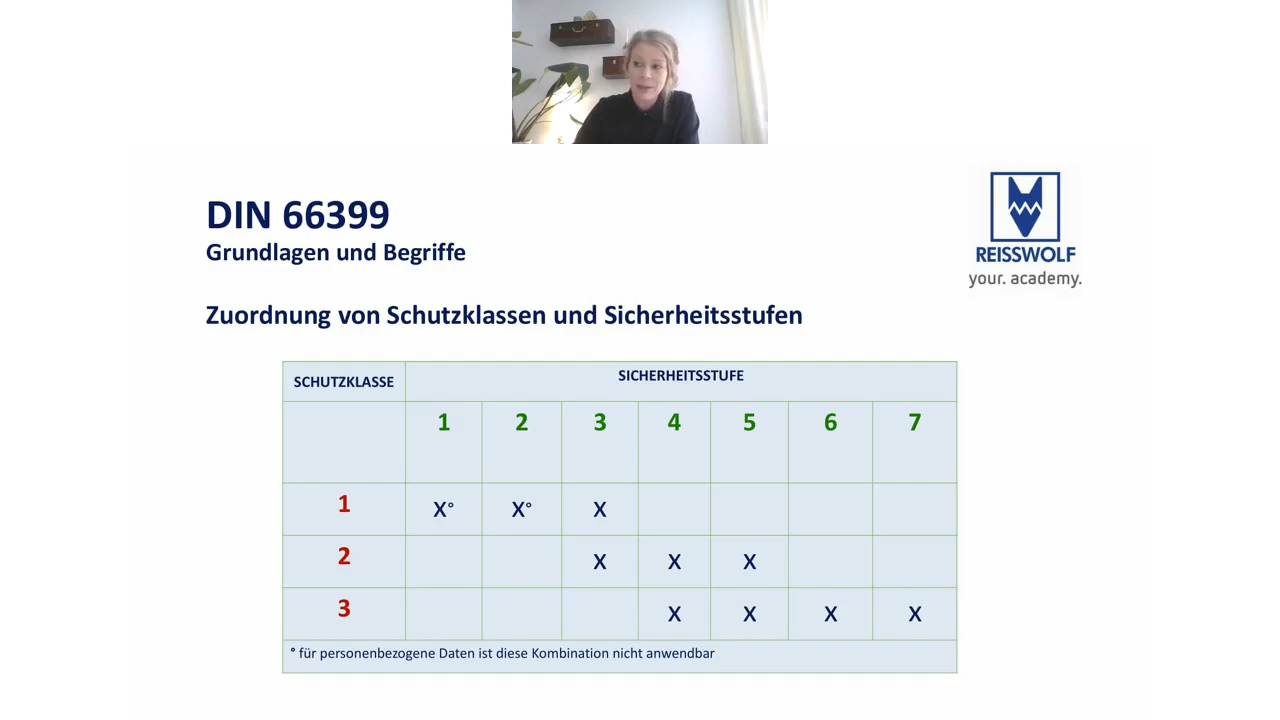 DIN 66399
Grundlagen und Begriffe
REISSWOLF
your. academy.
Zuordnung von Schutzklassen und Sicherheitsstufen
SCHUTZKLASSE SICHERHEITSSTUFE
1 2 3 4 5 6 7
1 X° X° X
2 X X X
3 X X X X
° für personenbezogene Daten ist diese Kombination nicht anwendbar